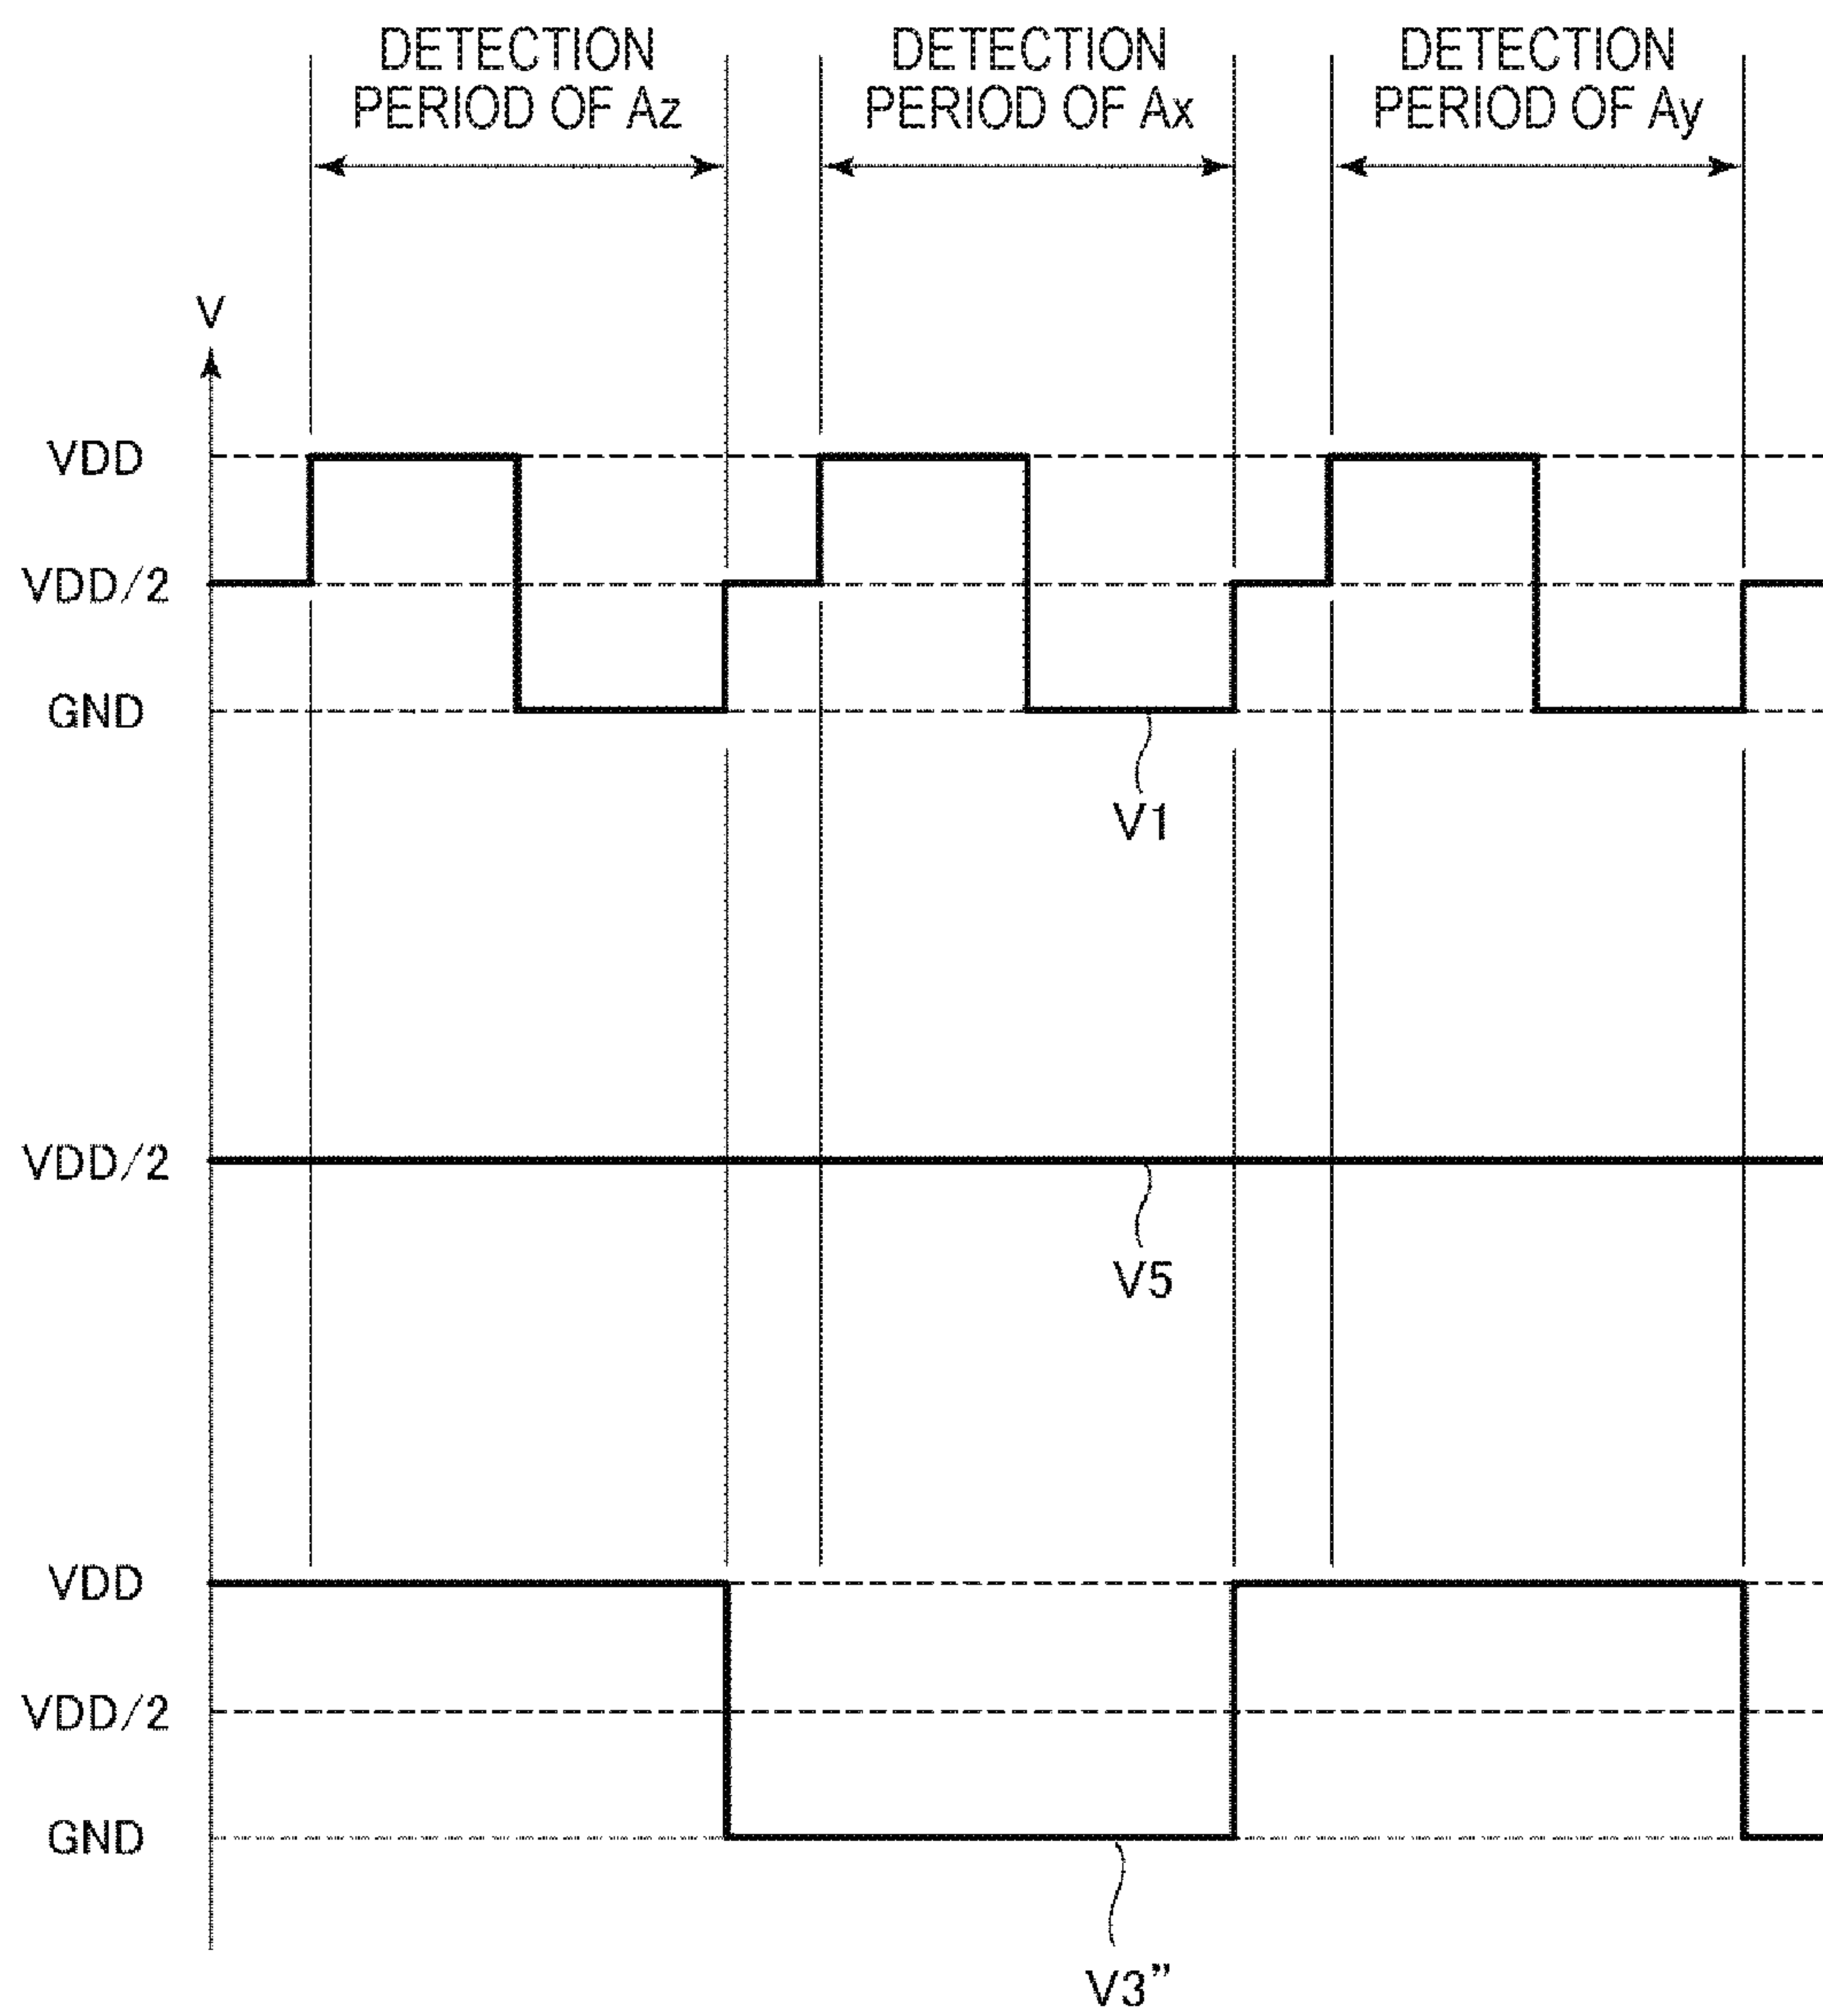 DETECTION
PERIOD OF Az
DETECTION
PERIOD OF Ax
DETECTION
PERIOD OF Ay
V
VDD
VDD/2
GND
V1
VDD/2
V5
VDD
VDD/2
GND
V3”